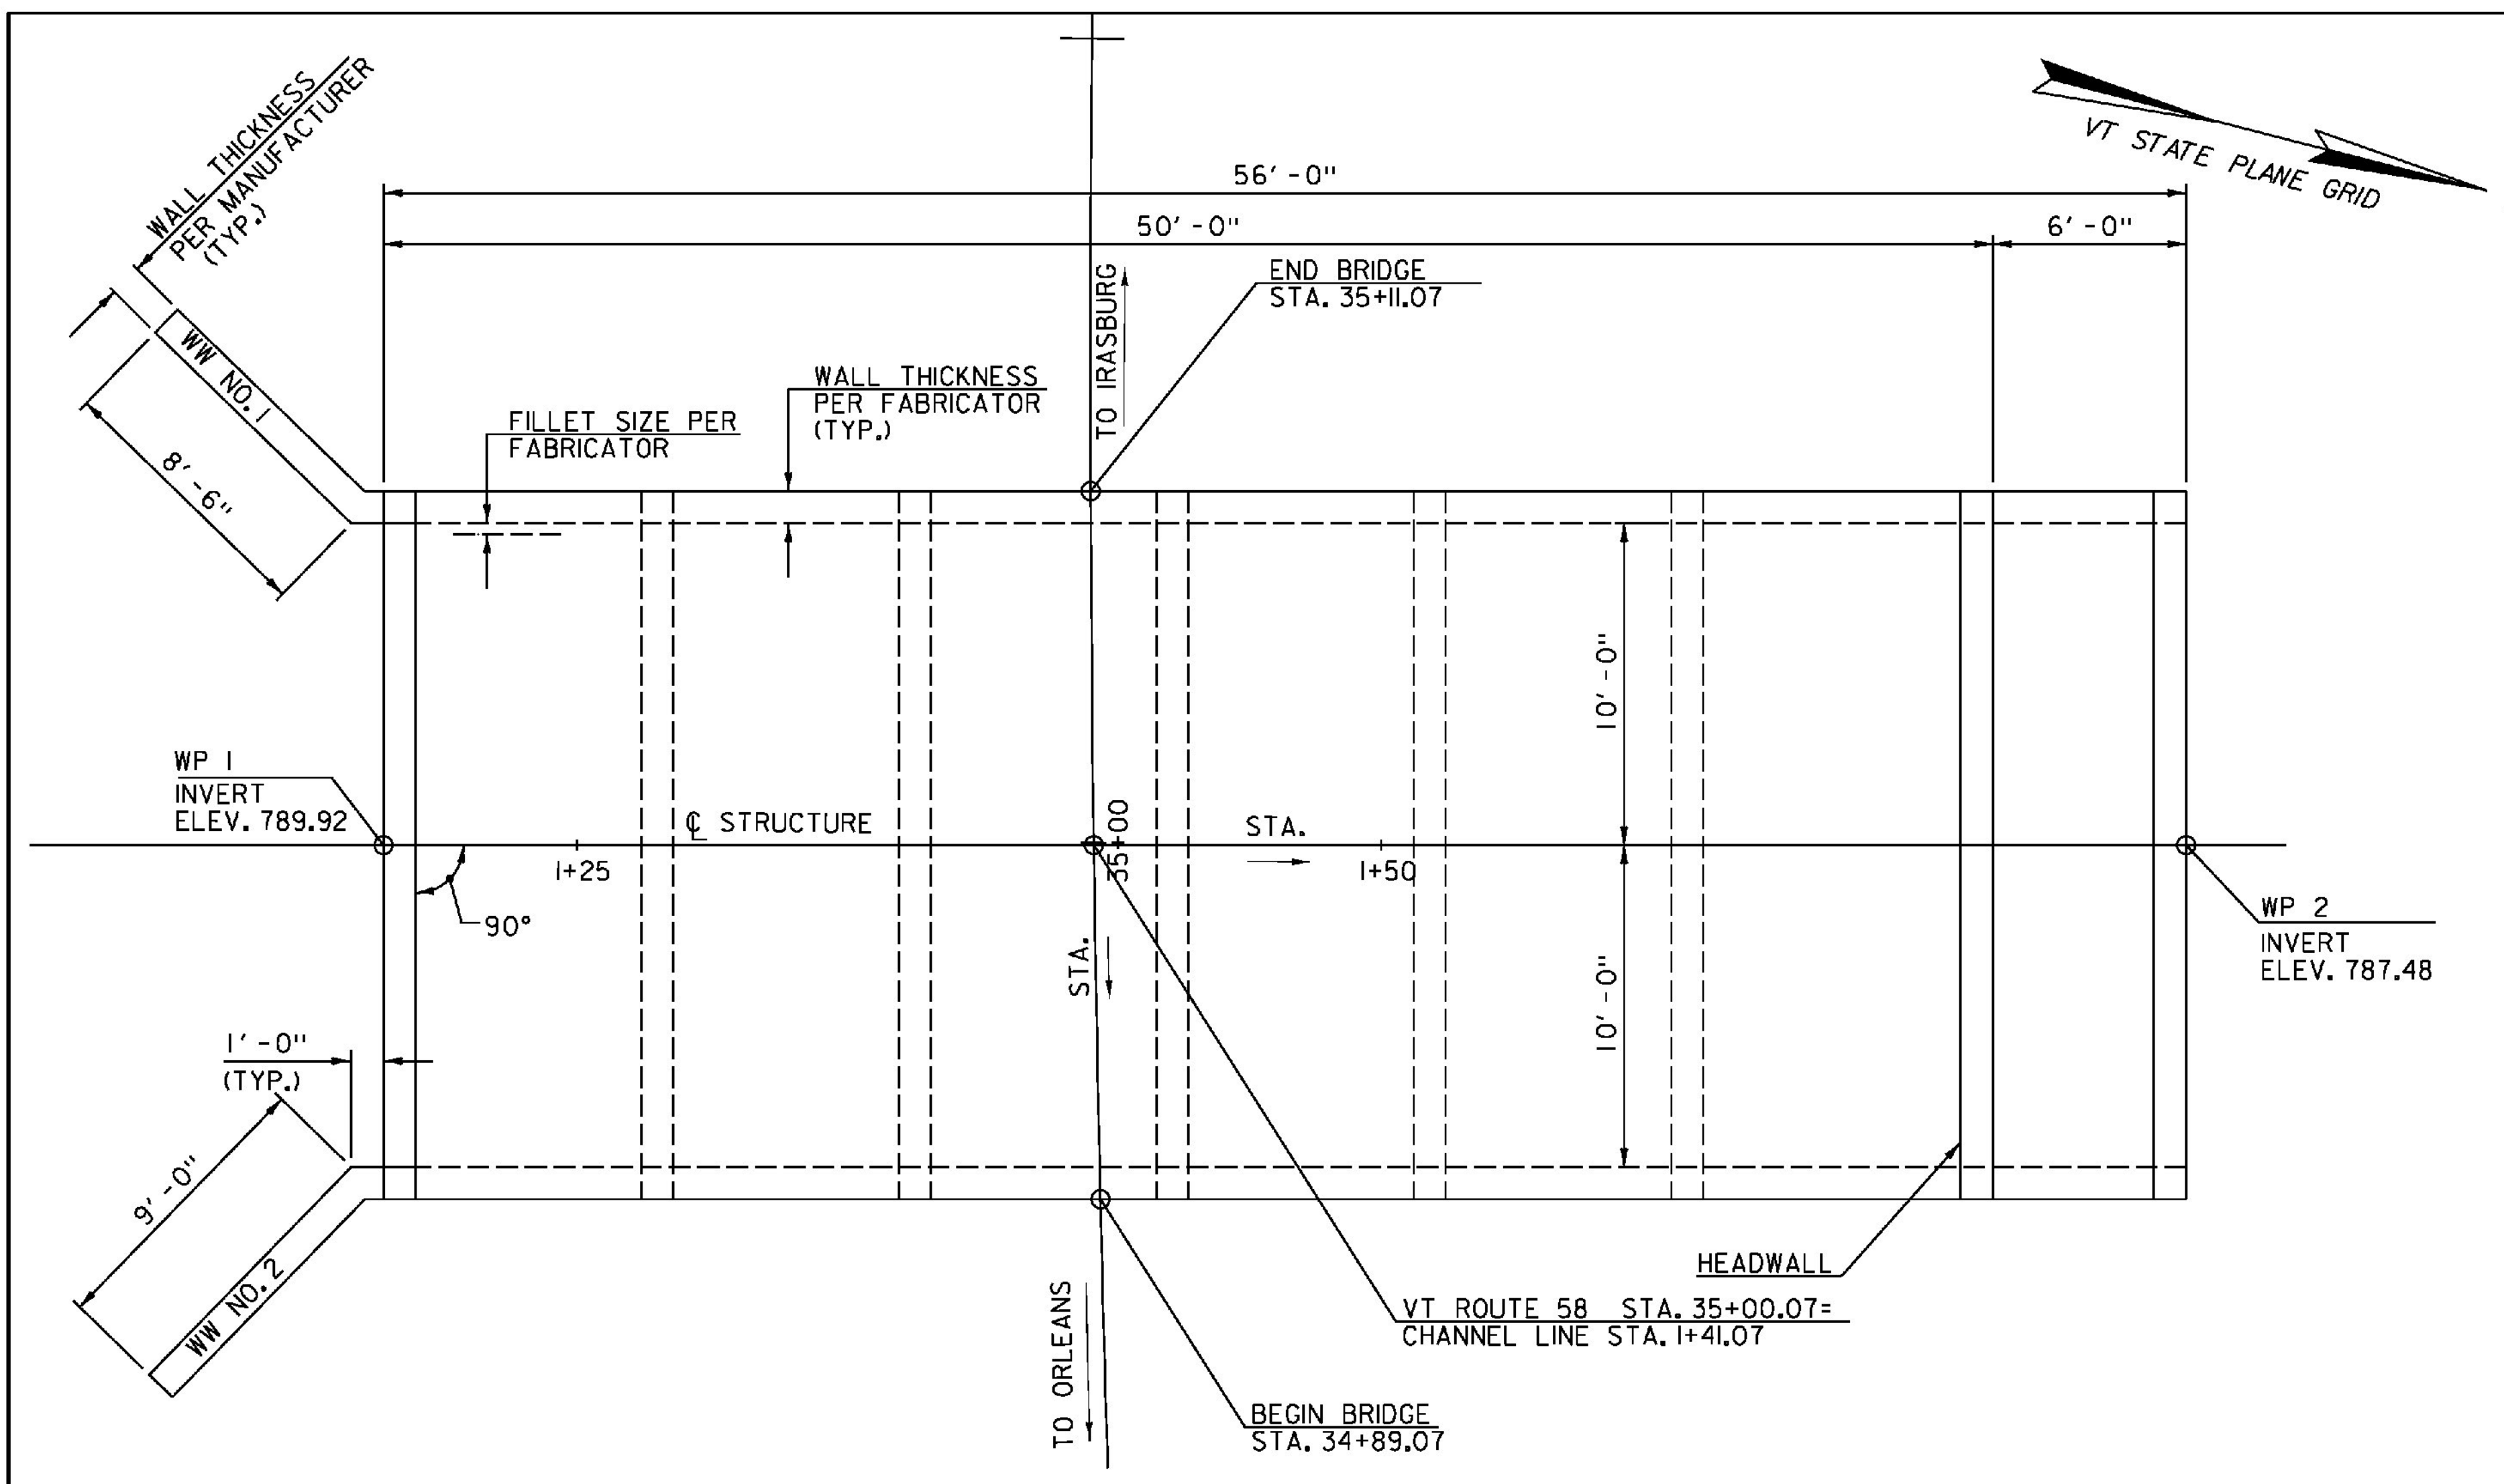 WALL THICKNESS
PER MANUFACTURER
(TYP.)
VT STATE PLANE GRID
56'-0"
50'-0"
6'-0"
END BRIDGE
STA. 35+11.07
TO IRASBURG
WW NO. 1
8'-6"
WALL THICKNESS
PER FABRICATOR
(TYP.)
FILLET SIZE PER
FABRICATOR
10'-0"
WP 1
INVERT
ELEV. 789.92
℄ STRUCTURE
35+00
STA.
1+25
1+50
90°
WP 2
INVERT
ELEV. 787.48
STA.
10'-0"
1'-0"
(TYP.)
9'-0"
WW NO. 2
HEADWALL
VT ROUTE 58 STA. 35+00.07=
CHANNEL LINE STA. 1+41.07
TO ORLEANS
BEGIN BRIDGE
STA. 34+89.07